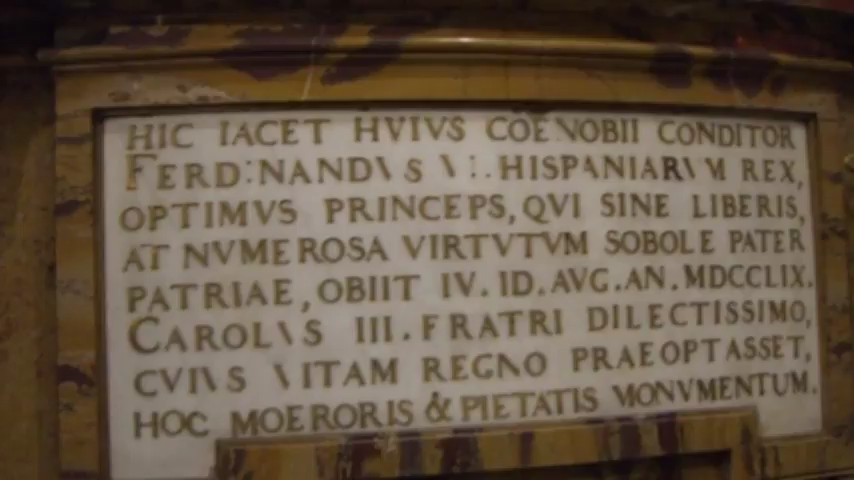 HIC IACET HVIVS COENOBII CONDITOR
FERDINANDVS VI. HISPANIARVM REX,
OPTIMVS PRINCEPS, QVI SINE LIBERIS,
AT NVMEROSA VIRTVTVM SOBOLE PATER
PATRIAE, OBIIT IV. ID. AVG. AN. MDCCLIX.
CAROLVS III. FRATRI DILECTISSIMO,
CVIVS VITAM REGNO PRAEOPTASSET,
HOC MOERORIS & PIETATIS MONVMENTUM.